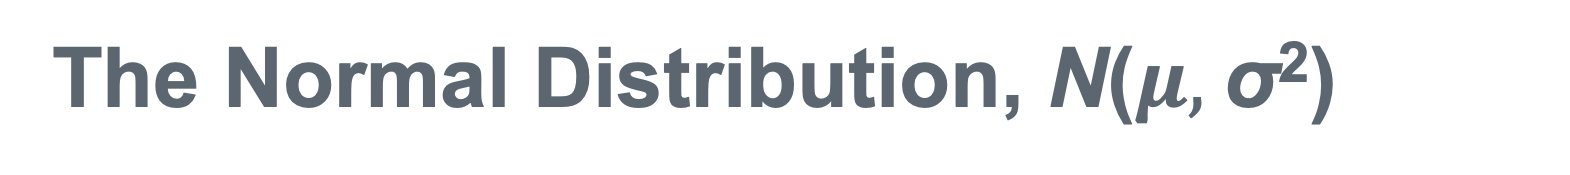 The Normal Distribution, N(μ, σ²)